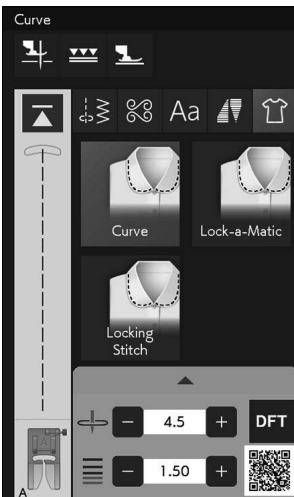 Curve
Aa
Curve
Lock-a-Matic
Locking
Stitch
− 4.5 + DFT
− 1.50 +
A
A